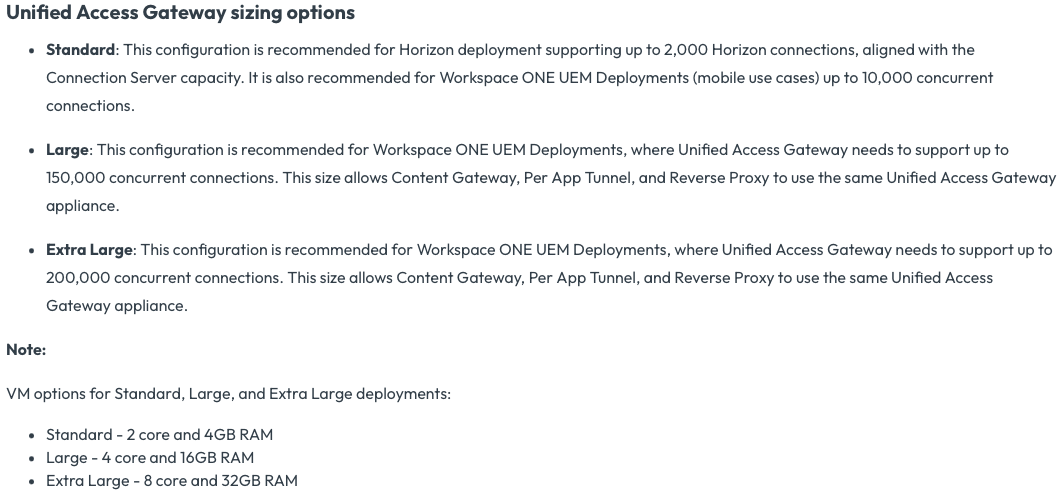 Unified Access Gateway sizing options
• Standard: This configuration is recommended for Horizon deployment supporting up to 2,000 Horizon connections, aligned with the
Connection Server capacity. It is also recommended for Workspace ONE UEM Deployments (mobile use cases) up to 10,000 concurrent
connections.
• Large: This configuration is recommended for Workspace ONE UEM Deployments, where Unified Access Gateway needs to support up to
150,000 concurrent connections. This size allows Content Gateway, Per App Tunnel, and Reverse Proxy to use the same Unified Access Gateway
appliance.
• Extra Large: This configuration is recommended for Workspace ONE UEM Deployments, where Unified Access Gateway needs to support up to
200,000 concurrent connections. This size allows Content Gateway, Per App Tunnel, and Reverse Proxy to use the same Unified Access
Gateway appliance.
Note:
VM options for Standard, Large, and Extra Large deployments:
• Standard - 2 core and 4GB RAM
• Large - 4 core and 16GB RAM
• Extra Large - 8 core and 32GB RAM